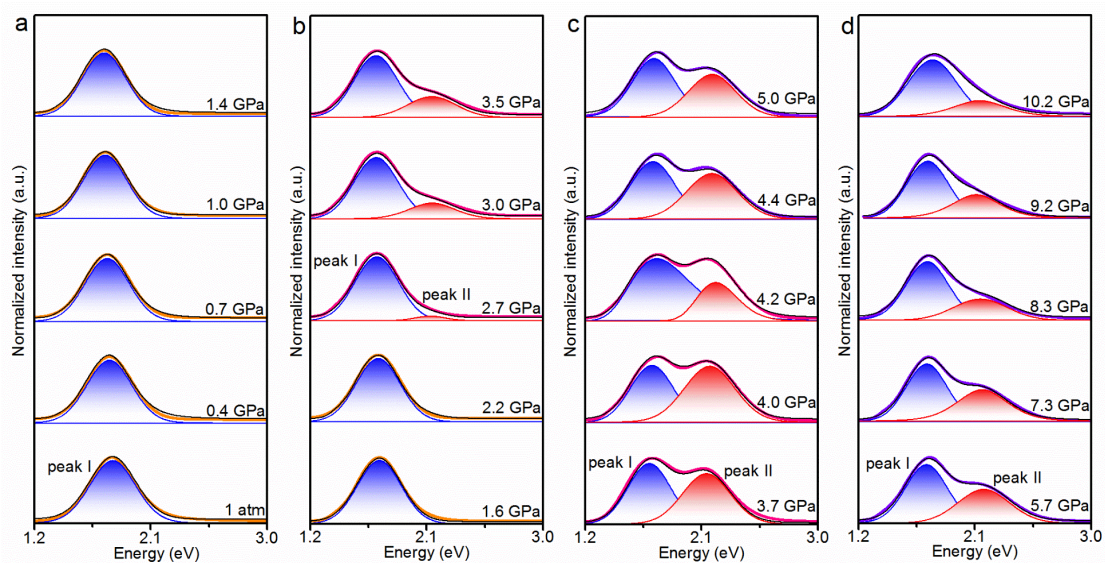 a
Normalized intensity (a.u.)
1.4 GPa
1.0 GPa
0.7 GPa
0.4 GPa
peak I
1 atm
1.2 2.1 3.0
Energy (eV)
b
Normalized intensity (a.u.)
3.5 GPa
3.0 GPa
peak I
peak II
2.7 GPa
2.2 GPa
1.6 GPa
1.2 2.1 3.0
Energy (eV)
c
Normalized intensity (a.u.)
5.0 GPa
4.4 GPa
4.2 GPa
4.0 GPa
peak I
peak II
3.7 GPa
1.2 2.1 3.0
Energy (eV)
d
Normalized intensity (a.u.)
10.2 GPa
9.2 GPa
8.3 GPa
7.3 GPa
peak I
peak II
5.7 GPa
1.2 2.1 3.0
Energy (eV)